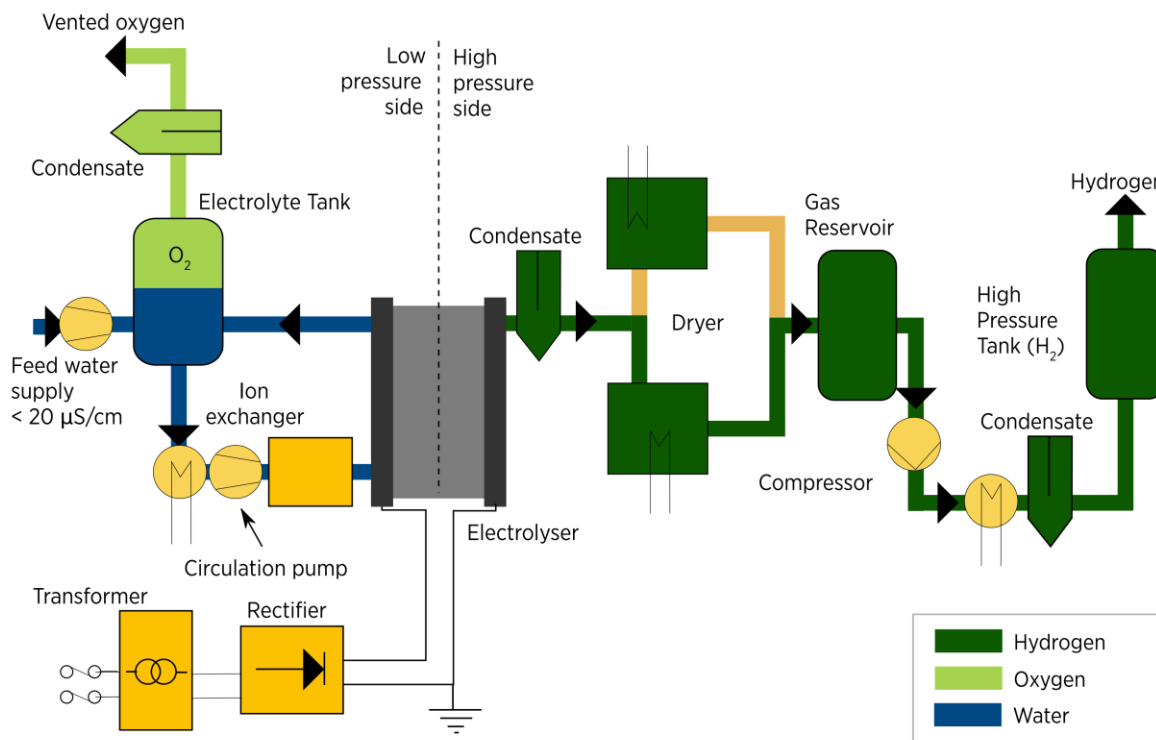 Vented oxygen
Low
pressure
side
High
pressure
side
Condensate
Electrolyte Tank
O₂
Feed water
supply
< 20 µS/cm
Ion
exchanger
Circulation pump
Condensate
Dryer
Gas
Reservoir
Hydrogen
High
Pressure
Tank (H₂)
Condensate
Compressor
Electrolyser
Transformer
Rectifier
Hydrogen
Oxygen
Water